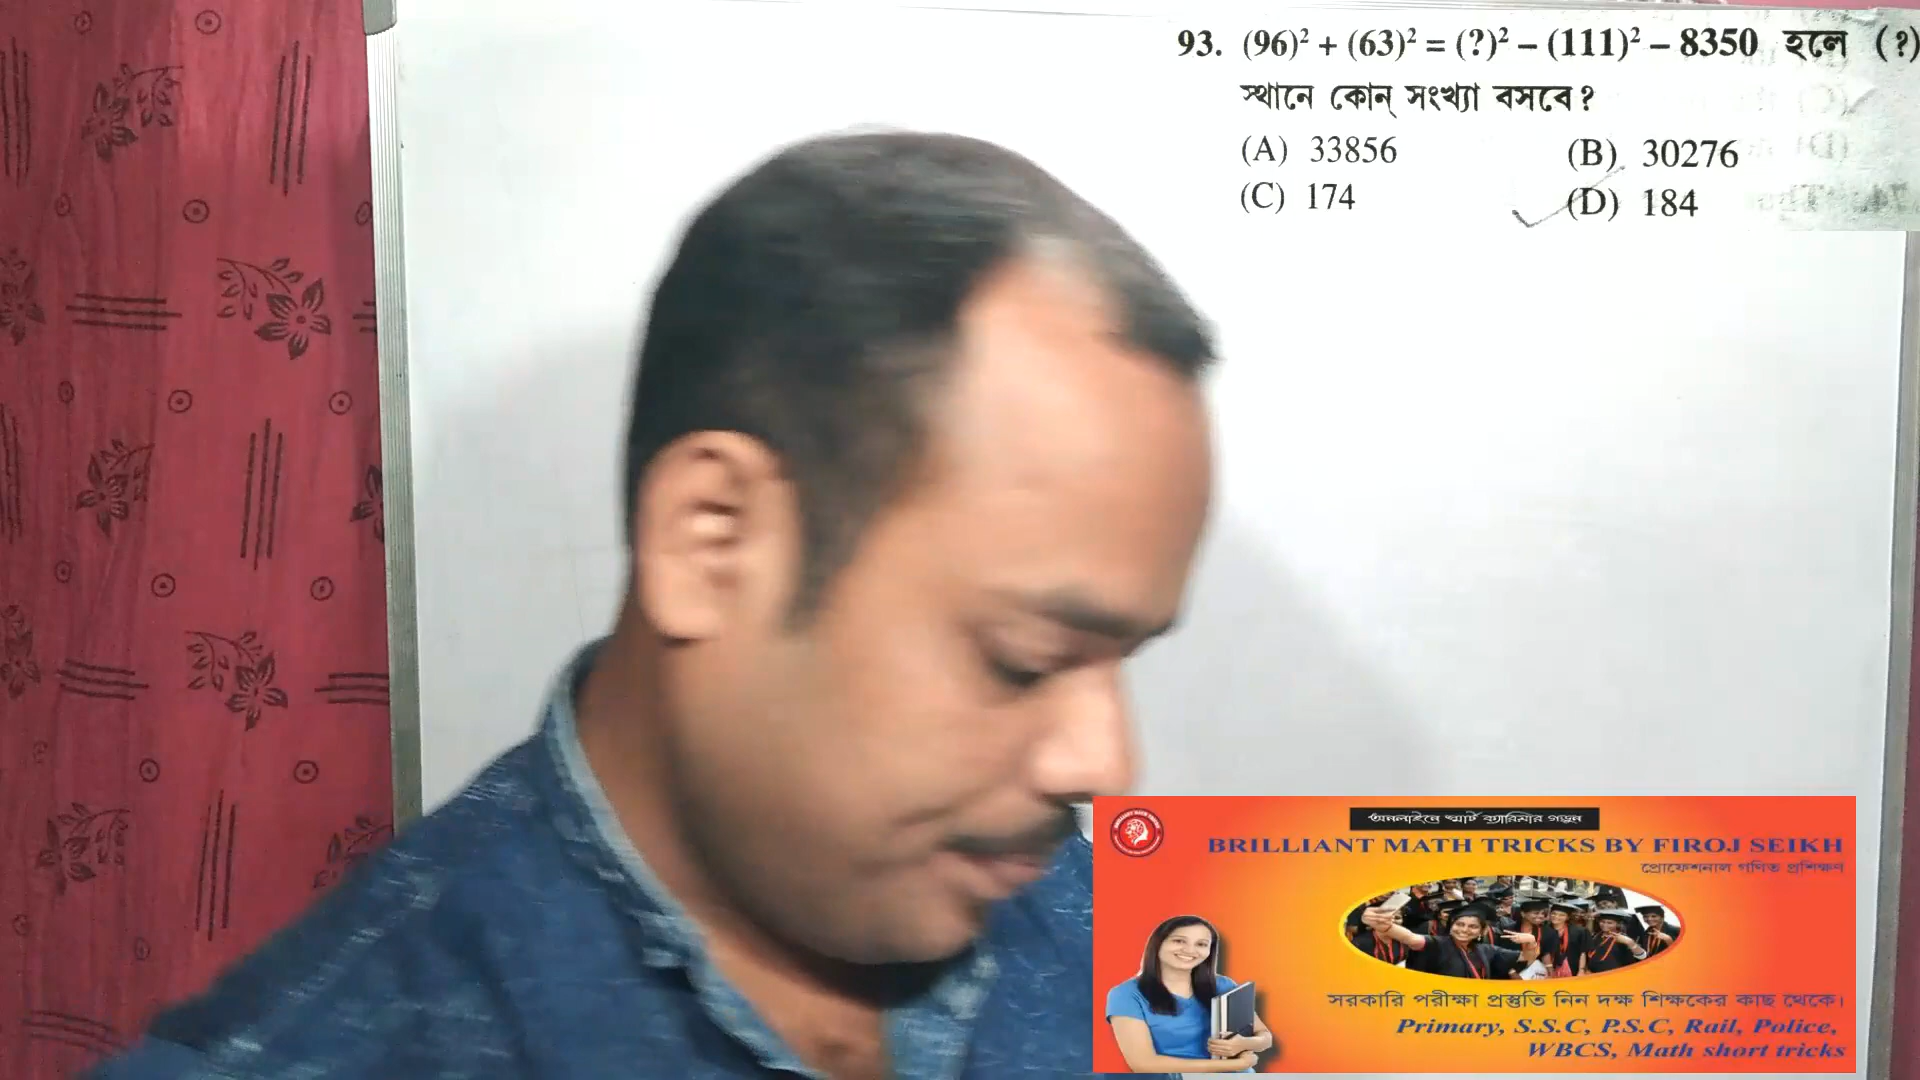 93. (96)² + (63)² = (?)² – (111)² – 8350 হলে (?)
স্থানে কোন্ সংখ্যা বসবে?
(A) 33856 (B) 30276
(C) 174 (D) 184
অনলাইনে স্মার্ট ক্যারিয়ার গড়ুন
BRILLIANT MATH TRICKS BY FIROJ SEIKH
প্রোফেশনাল গণিত প্রশিক্ষণ
সরকারি পরীক্ষা প্রস্তুতি নিন দক্ষ শিক্ষকের কাছ থেকে।
Primary, S.S.C, P.S.C, Rail, Police,
WBCS, Math short tricks